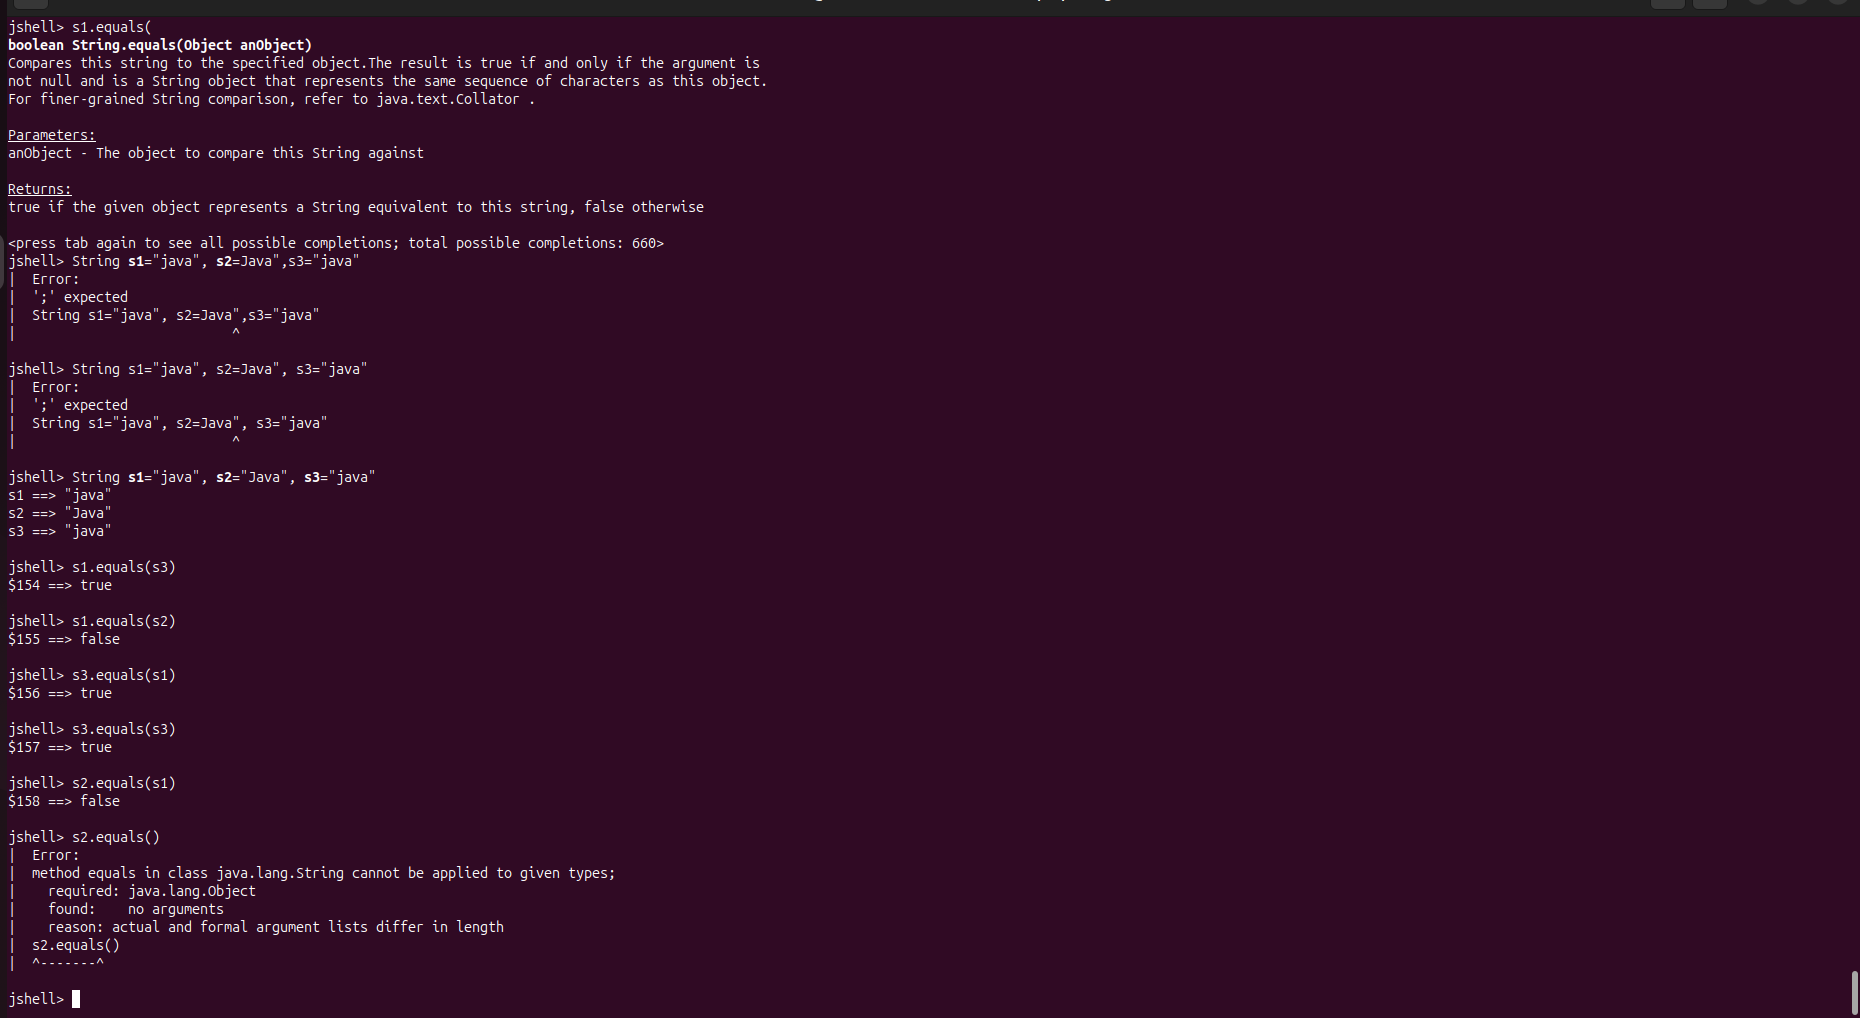 jshell> s1.equals(
boolean String.equals(Object anObject)
Compares this string to the specified object.The result is true if and only if the argument is
not null and is a String object that represents the same sequence of characters as this object.
For finer-grained String comparison, refer to java.text.Collator .
Parameters:
anObject - The object to compare this String against
Returns:
true if the given object represents a String equivalent to this string, false otherwise
<press tab again to see all possible completions; total possible completions: 660>
jshell> String s1="java", s2=Java",s3="java"
|  Error:
|  ';' expected
|  String s1="java", s2=Java",s3="java"
|                           ^
jshell> String s1="java", s2=Java", s3="java"
|  Error:
|  ';' expected
|  String s1="java", s2=Java", s3="java"
|                           ^
jshell> String s1="java", s2="Java", s3="java"
s1 ==> "java"
s2 ==> "Java"
s3 ==> "java"
jshell> s1.equals(s3)
$154 ==> true
jshell> s1.equals(s2)
$155 ==> false
jshell> s3.equals(s1)
$156 ==> true
jshell> s3.equals(s3)
$157 ==> true
jshell> s2.equals(s1)
$158 ==> false
jshell> s2.equals()
|  Error:
|  method equals in class java.lang.String cannot be applied to given types;
|    required: java.lang.Object
|    found:    no arguments
|    reason: actual and formal argument lists differ in length
|  s2.equals()
|  ^-------^
jshell>